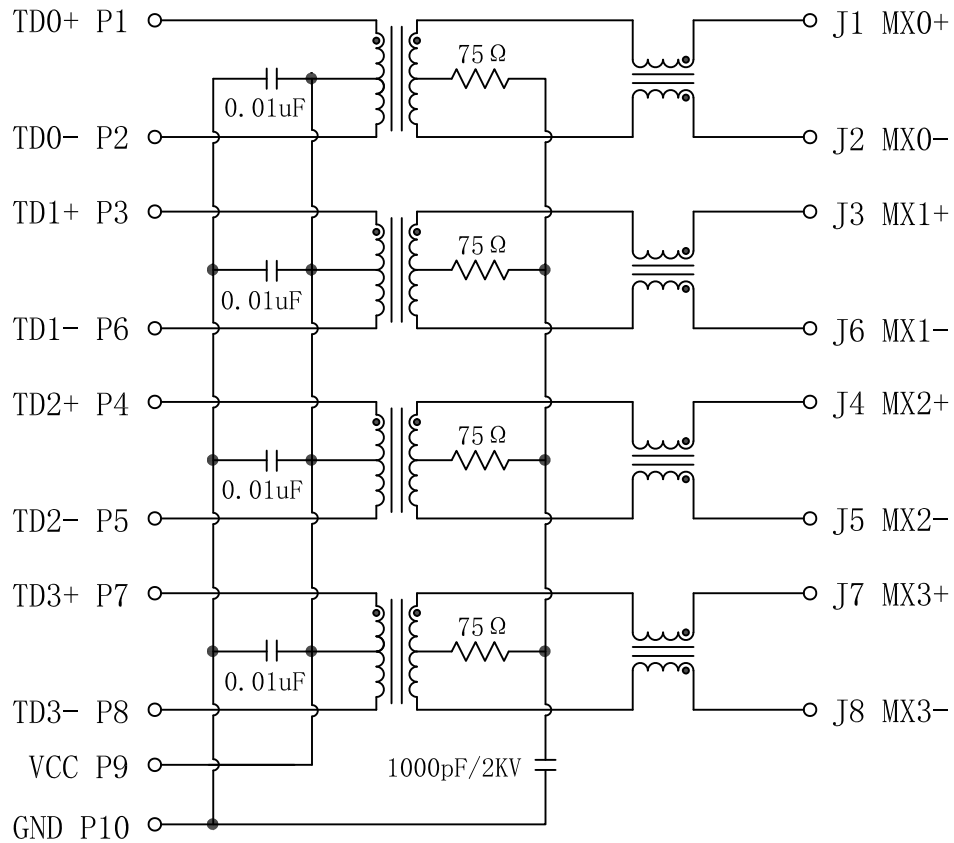 TD0+ P1
75Ω
J1 MX0+
0.01uF
TD0- P2
J2 MX0-
TD1+ P3
75Ω
J3 MX1+
0.01uF
TD1- P6
J6 MX1-
TD2+ P4
75Ω
J4 MX2+
0.01uF
TD2- P5
J5 MX2-
TD3+ P7
75Ω
J7 MX3+
0.01uF
TD3- P8
J8 MX3-
VCC P9
1000pF/2KV
GND P10